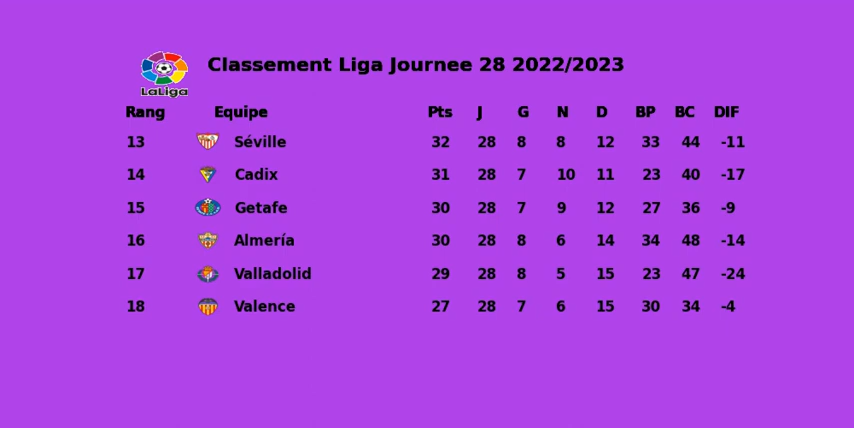 Classement Liga Journee 28 2022/2023
LaLiga
Rang Equipe Pts J G N D BP BC DIF
13 Séville 32 28 8 8 12 33 44 -11
14 Cadix 31 28 7 10 11 23 40 -17
15 Getafe 30 28 7 9 12 27 36 -9
16 Almería 30 28 8 6 14 34 48 -14
17 Valladolid 29 28 8 5 15 23 47 -24
18 Valence 27 28 7 6 15 30 34 -4